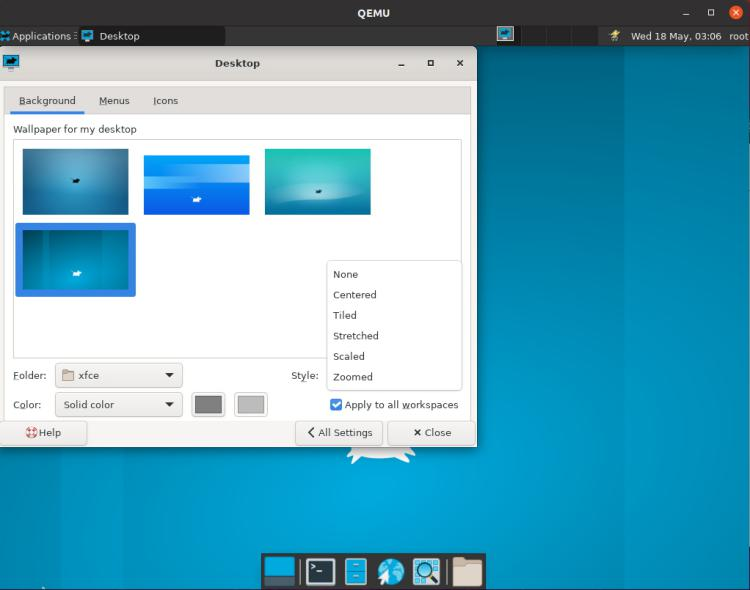 QEMU
Applications
Desktop
Wed 18 May, 03:06 root
Desktop
Background Menus Icons
Wallpaper for my desktop
None
Centered
Tiled
Stretched
Scaled
Zoomed
Folder: xfce Style:
Color: Solid color Apply to all workspaces
Help All Settings Close